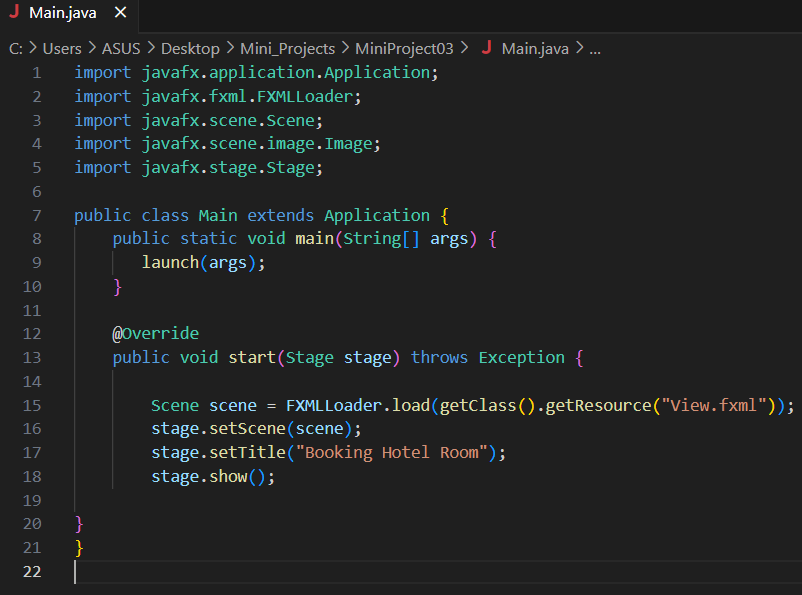 J Main.java ×
C: > Users > ASUS > Desktop > Mini_Projects > MiniProject03 > J Main.java > ...
1 import javafx.application.Application;
2 import javafx.fxml.FXMLLoader;
3 import javafx.scene.Scene;
4 import javafx.scene.image.Image;
5 import javafx.stage.Stage;
6
7 public class Main extends Application {
8     public static void main(String[] args) {
9        launch(args);
10     }
11
12     @Override
13     public void start(Stage stage) throws Exception {
14
15         Scene scene = FXMLLoader.load(getClass().getResource("View.fxml"));
16         stage.setScene(scene);
17         stage.setTitle("Booking Hotel Room");
18         stage.show();
19
20 }
21 }
22